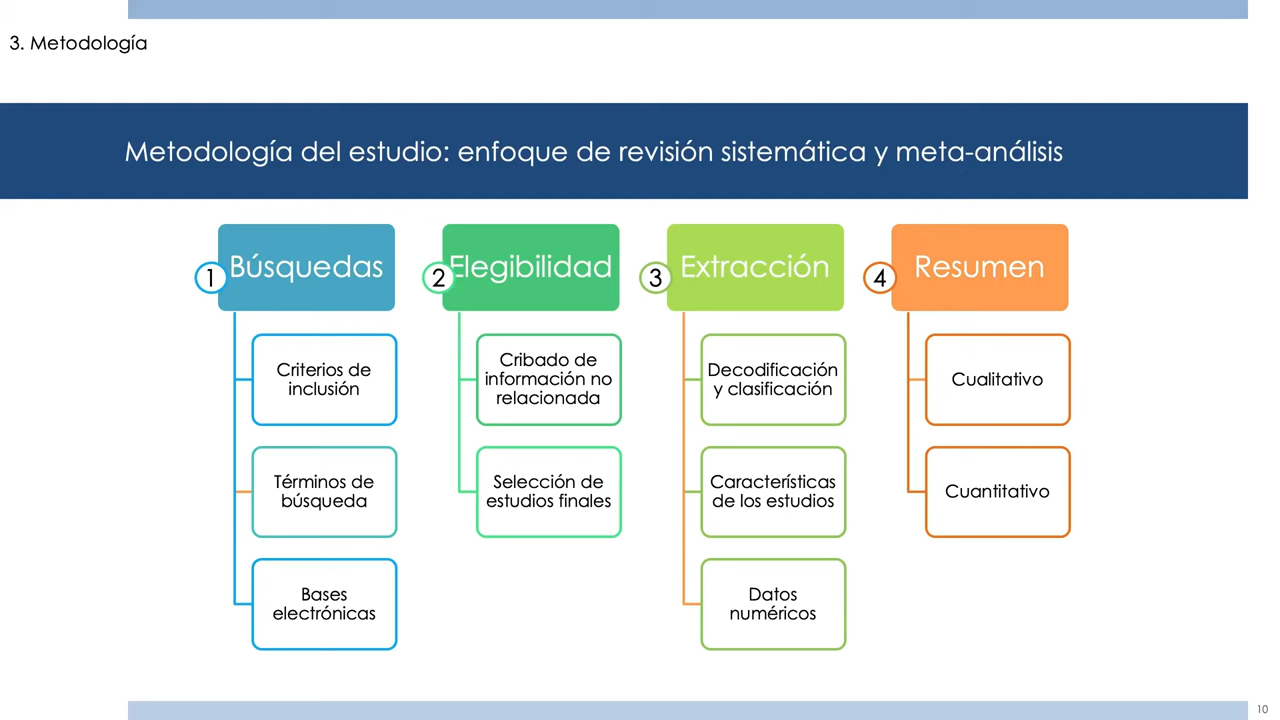 3. Metodología
Metodología del estudio: enfoque de revisión sistemática y meta-análisis
1
Búsquedas
Criterios de
inclusión
Términos de
búsqueda
Bases
electrónicas
2
Elegibilidad
Cribado de
información no
relacionada
Selección de
estudios finales
3
Extracción
Decodificación
y clasificación
Características
de los estudios
Datos
numéricos
4
Resumen
Cualitativo
Cuantitativo
10